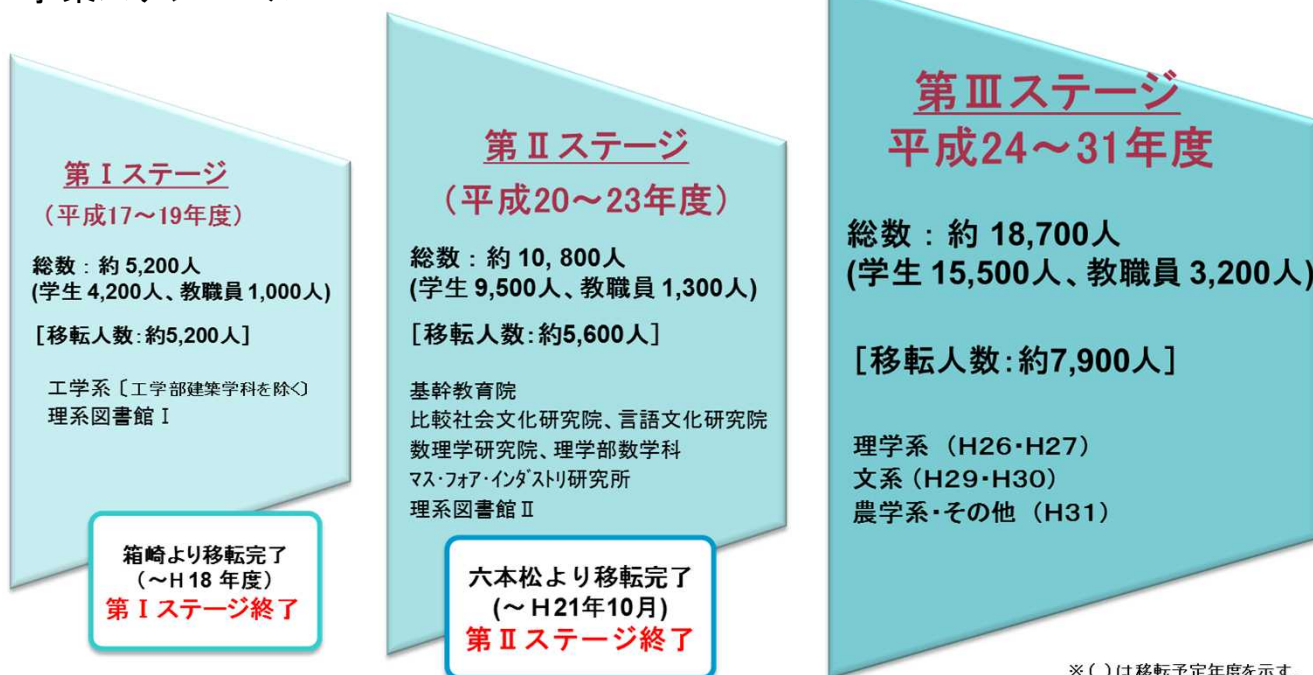 第Ⅰステージ
（平成17～19年度）
総数：約 5,200人
(学生 4,200人、教職員 1,000人)
[移転人数：約5,200人]
工学系〔工学部建築学科を除く〕
理系図書館Ⅰ
箱崎より移転完了
（～H 18 年度）
第Ⅰステージ終了
第Ⅱステージ
（平成20～23年度）
総数：約 10, 800人
(学生 9,500人、教職員 1,300人)
[移転人数：約5,600人]
基幹教育院
比較社会文化研究院、言語文化研究院
数理学研究院、理学部数学科
ﾏｽ･ﾌｫｱ･ｲﾝﾀﾞｽﾄﾘ研究所
理系図書館Ⅱ
六本松より移転完了
(～ H21年10月)
第Ⅱステージ終了
第Ⅲステージ
平成24～31年度
総数：約 18,700人
(学生 15,500人、教職員 3,200人)
[移転人数：約7,900人]
理学系（H26・H27）
文系（H29・H30）
農学系・その他（H31）
※( )は移転予定年度を示す